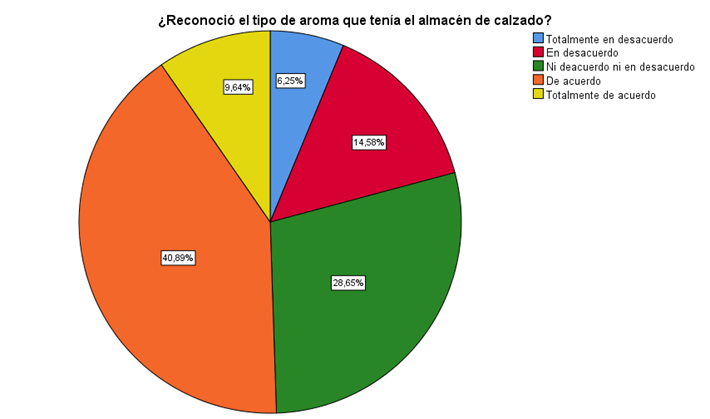 ¿Reconoció el tipo de aroma que tenía el almacén de calzado?
Totalmente en desacuerdo
En desacuerdo
Ni deacuerdo ni en desacuerdo
De acuerdo
Totalmente de acuerdo
9,64%
6,25%
14,58%
40,89%
28,65%